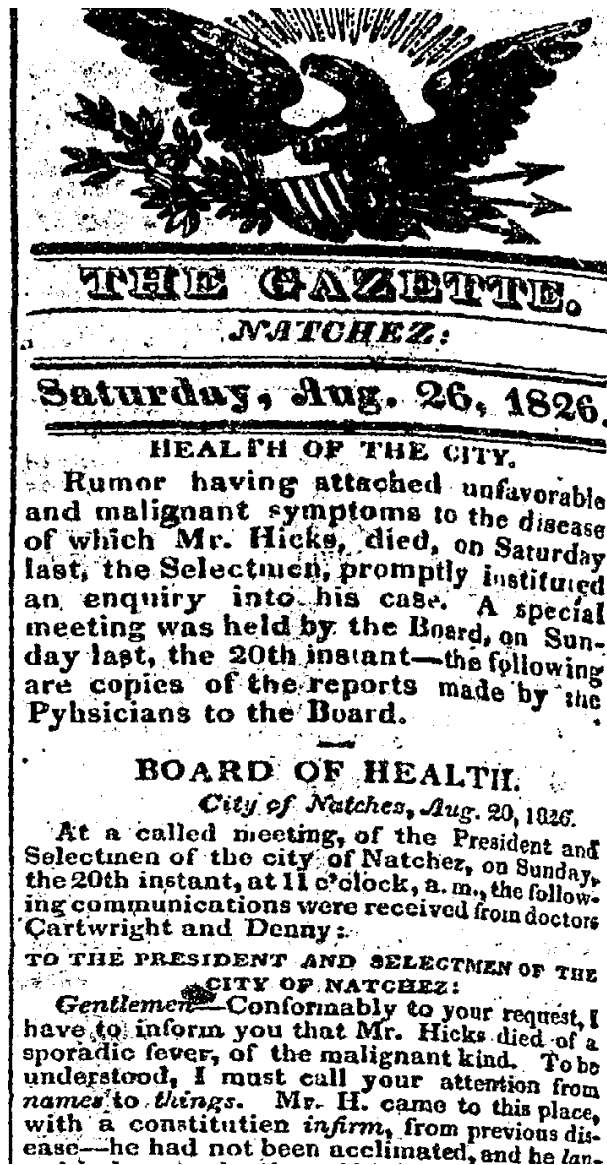 THE GAZETTE.
NATCHEZ:
Saturday, Aug. 26, 1826.
HEALTH OF THE CITY.
Rumor having attached unfavorable
and malignant symptoms to the disease
of which Mr. Hicks, died, on Saturday
last, the Selectmen, promptly instituted
an enquiry into his case. A special
meeting was held by the Board, on Sun-
day last, the 20th instant—the following
are copies of the reports made by the
Pyhsicians to the Board.
BOARD OF HEALTH.
City of Natches, Aug. 20, 1826.
At a called meeting, of the President and
Selectmen of the city of Natchez, on Sunday,
the 20th instant, at 11 o'clock, a. m., the follow-
ing communications were received from doctors
Cartwright and Denny:
TO THE PRESIDENT AND SELECTMEN OF THE
CITY OF NATCHEZ:
Gentlemen—Conformably to your request, I
have to inform you that Mr. Hicks died of a
sporadic fever, of the malignant kind. To be
understood, I must call your attention from
names to things. Mr. H. came to this place,
with a constitutien infirm, from previous dis-
ease—he had not been acclimated, and he lan-